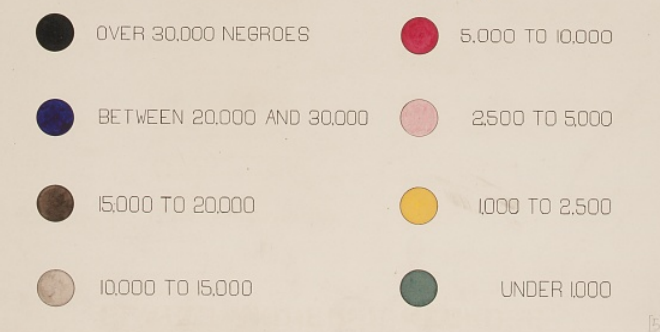 OVER 30,000 NEGROES
BETWEEN 20,000 AND 30,000
15,000 TO 20,000
10,000 TO 15,000
5,000 TO 10,000
2,500 TO 5,000
1,000 TO 2,500
UNDER 1,000